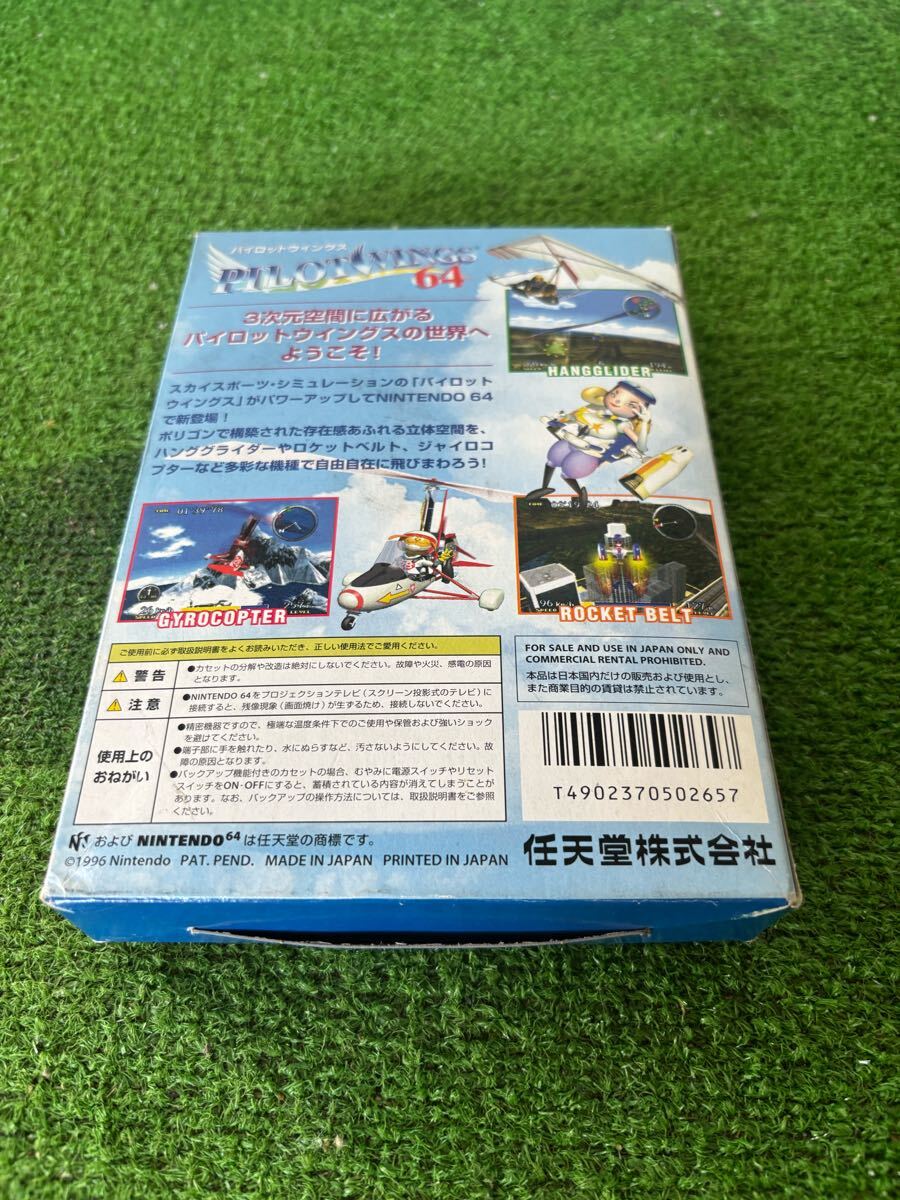 パイロットウイングス
PILOTWINGS
64
3次元空間に広がる
パイロットウイングスの世界へ
ようこそ!
スカイスポーツ・シミュレーションの「パイロット
ウイングス」がパワーアップしてNINTENDO 64
で新登場!
ポリゴンで構築された存在感あふれる立体空間を、
ハンググライダーやロケットベルト、ジャイロコ
プターなど多彩な機種で自由自在に飛びまわろう!
HANGGLIDER
TIME 01'39"78
26 km/h
SPEED
LEVEL
GYROCOPTER
96 km/h
SPEED
LEVEL
ROCKET BELT
ご使用前に必ず取扱説明書をよくお読みいただき、正しい使用法でご愛用ください。
警告
●カセットの分解や改造は絶対にしないでください。故障や火災、感電の原因
となります。
注意
●NINTENDO 64をプロジェクションテレビ(スクリーン投影式のテレビ)に
接続すると、残像現象(画面焼け)が生ずるため、接続しないでください。
使用上の
おねがい
●精密機器ですので、極端な温度条件下でのご使用や保管および強いショック
を避けてください。
●端子部に手を触れたり、水にぬらすなど、汚さないようにしてください。故
障の原因となります。
●バックアップ機能付きのカセットの場合、むやみに電源スイッチやリセット
スイッチをON・OFFにすると、蓄積されている内容が消えてしまうことが
あります。なお、バックアップの操作方法については、取扱説明書をご参照
ください。
FOR SALE AND USE IN JAPAN ONLY AND
COMMERCIAL RENTAL PROHIBITED.
本品は日本国内だけの販売および使用とし、
また商業目的の賃貸は禁止されています。
T4902370502657
および NINTENDO64 は任天堂の商標です。
©1996 Nintendo PAT. PEND. MADE IN JAPAN PRINTED IN JAPAN
任天堂株式会社